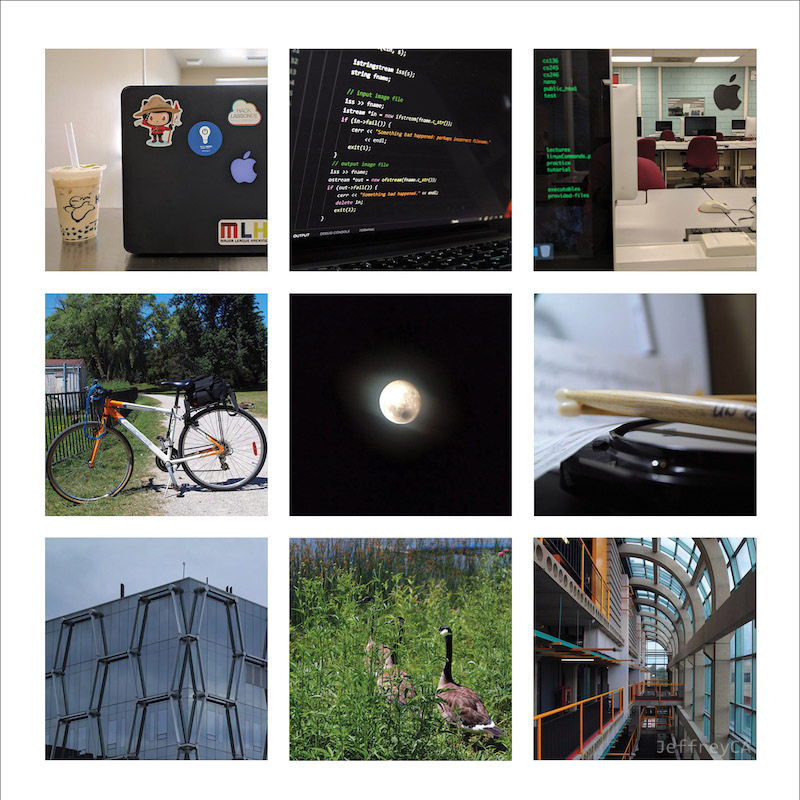 HACK
LASSONDE
MLH
MAJOR LEAGUE HACKING
istringstream iss(s);
string fname;
// input image file
iss >> fname;
istream *in = new ifstream(fname.c_str());
if (in->fail()) {
cerr << "Something bad happened: perhaps incorrect filename."
<< endl;
exit(1);
}
// output image file
iss >> fname;
ostream *out = new ofstream(fname.c_str());
if (out->fail()) {
cerr << "Something bad happened." << endl;
delete in;
exit(1);
}
OUTPUT DEBUG CONSOLE TERMINAL
cs136
cs245
cs246
nano
public_html
test
lectures
linuxCommands.p
practice
tutorial
executables
provided-files
JeffreyCA